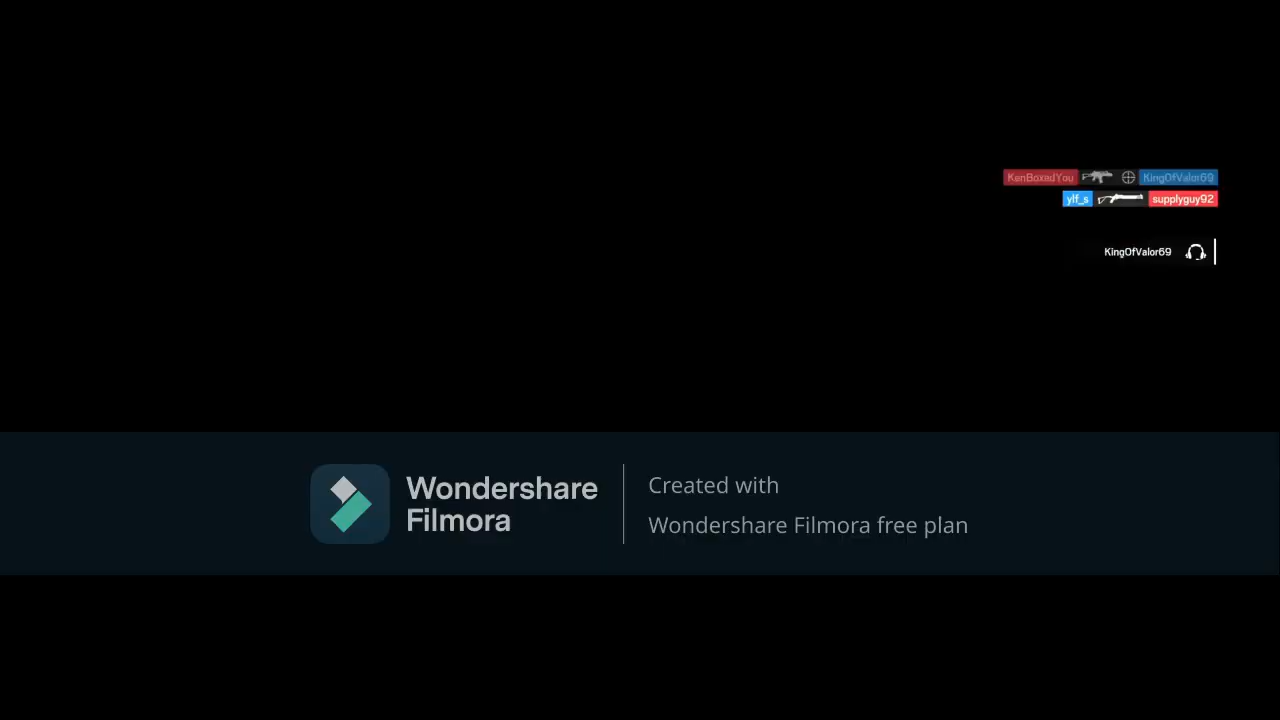 KenBoxedYou KingOfValor69
ylf_s supplyguy92
KingOfValor69
Wondershare
Filmora
Created with
Wondershare Filmora free plan